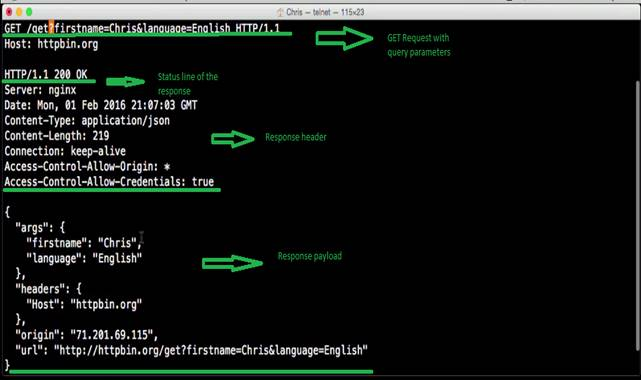 Chris — telnet — 115×23
GET /get?firstname=Chris&language=English HTTP/1.1
Host: httpbin.org
GET Request with
query parameters
HTTP/1.1 200 OK
Status line of the
response
Server: nginx
Date: Mon, 01 Feb 2016 21:07:03 GMT
Content-Type: application/json
Content-Length: 219
Response header
Connection: keep-alive
Access-Control-Allow-Origin: *
Access-Control-Allow-Credentials: true
{
"args": {
"firstname": "Chris",
"language": "English"
Response payload
},
"headers": {
"Host": "httpbin.org"
},
"origin": "71.201.69.115",
"url": "http://httpbin.org/get?firstname=Chris&language=English"
}